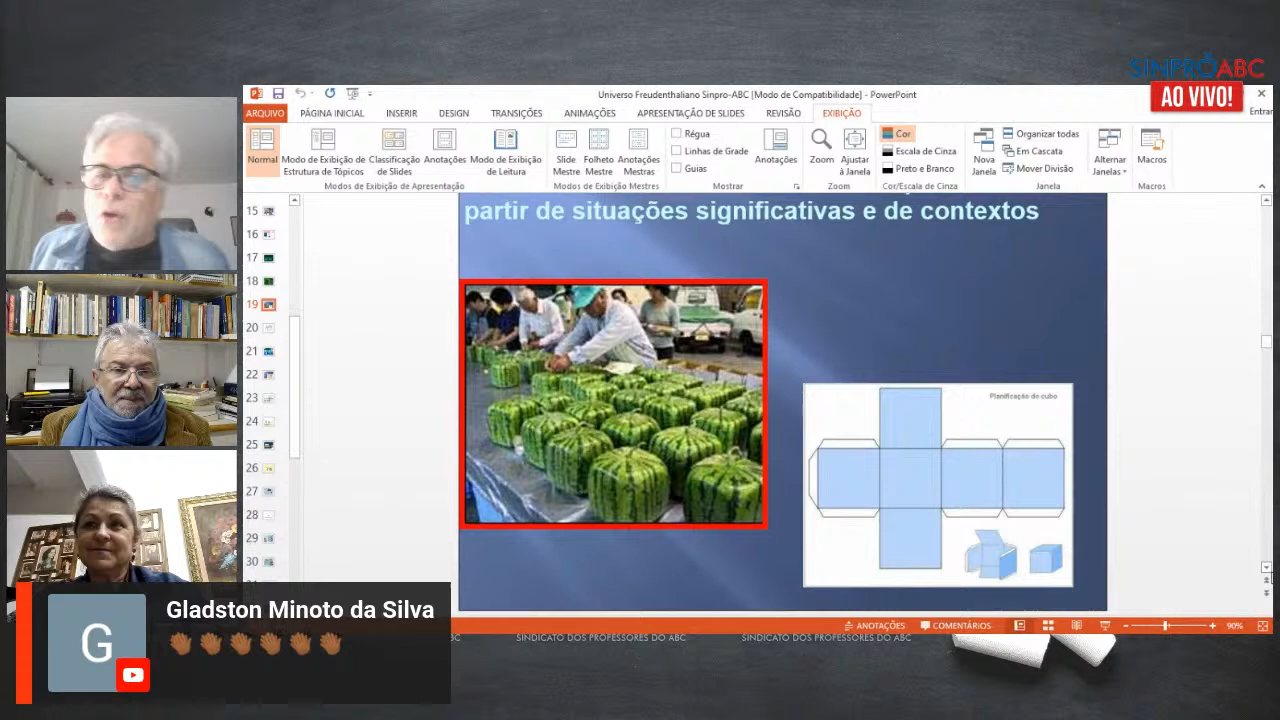 SINPROABC
AO VIVO!
Universo Freudenthaliano Sinpro-ABC [Modo de Compatibilidade] - PowerPoint
Entrar
ARQUIVO PÁGINA INICIAL INSERIR DESIGN TRANSIÇÕES ANIMAÇÕES APRESENTAÇÃO DE SLIDES REVISÃO EXIBIÇÃO
Normal
Modo de Exibição de
Estrutura de Tópicos
Classificação
de Slides
Anotações
Modo de Exibição
de Leitura
Modos de Exibição de Apresentação
Slide
Mestre
Folheto
Mestre
Anotações
Mestras
Modos de Exibição Mestres
Régua
Linhas de Grade
Guias
Anotações
Mostrar
Zoom
Ajustar
à Janela
Zoom
Cor
Escala de Cinza
Preto e Branco
Cor/Escala de Cinza
Nova
Janela
Organizar todas
Em Cascata
Mover Divisão
Janela
Alternar
Janelas
Macros
Macros
15
16
17
18
19
20
21
22
23
24
25
26
27
28
29
30
partir de situações significativas e de contextos
Planificação do cubo
ANOTAÇÕES COMENTÁRIOS 90%
BC SINDICATO DOS PROFESSORES DO ABC SINDICATO DOS PROFESSORES DO ABC
G
Gladston Minoto da Silva
👏🏾👏🏾👏🏾👏🏾👏🏾👏🏾